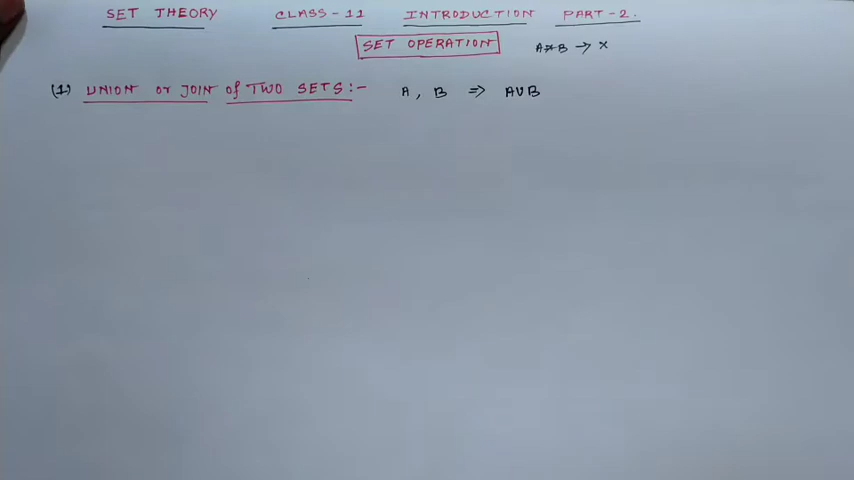 SET THEORY CLASS-11 INTRODUCTION PART-2.
SET OPERATION A*B → X
(1) UNION or JOIN of TWO SETS:- A, B ⇒ A∪B